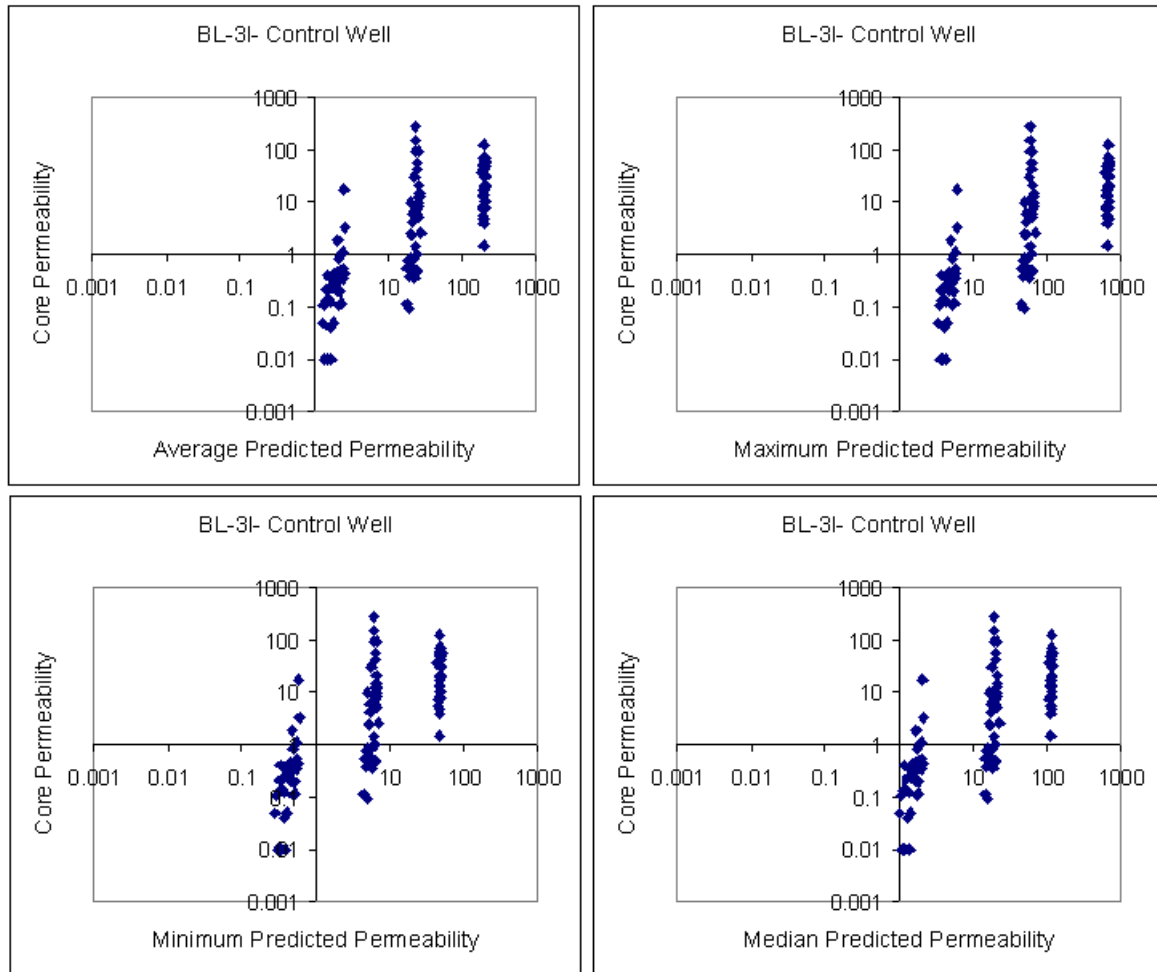 BL-3I- Control Well
1000
100
10
1
0.001 0.01 0.1 10 100 1000
0.1
0.01
0.001
Core Permeability
Average Predicted Permeability
BL-3I- Control Well
1000
100
10
1
0.001 0.01 0.1 10 100 1000
0.1
0.01
0.001
Core Permeability
Maximum Predicted Permeability
BL-3I- Control Well
1000
100
10
1
0.001 0.01 0.1 10 100 1000
0.1
0.01
0.001
Core Permeability
Minimum Predicted Permeability
BL-3I- Control Well
1000
100
10
1
0.001 0.01 0.1 10 100 1000
0.1
0.01
0.001
Core Permeability
Median Predicted Permeability